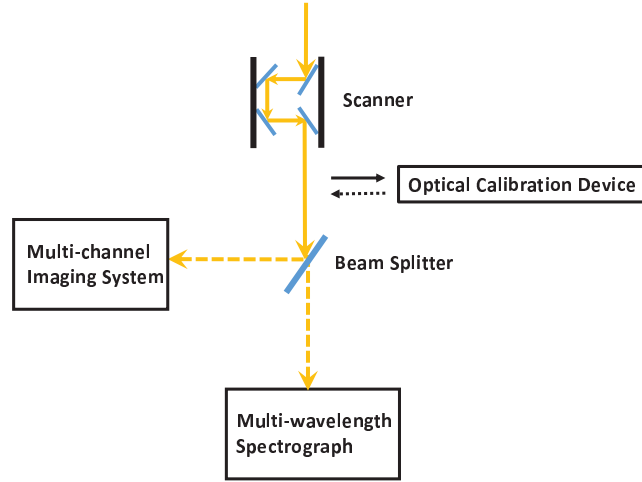 Scanner
Optical Calibration Device
Multi-channel
Imaging System
Beam Splitter
Multi-wavelength
Spectrograph